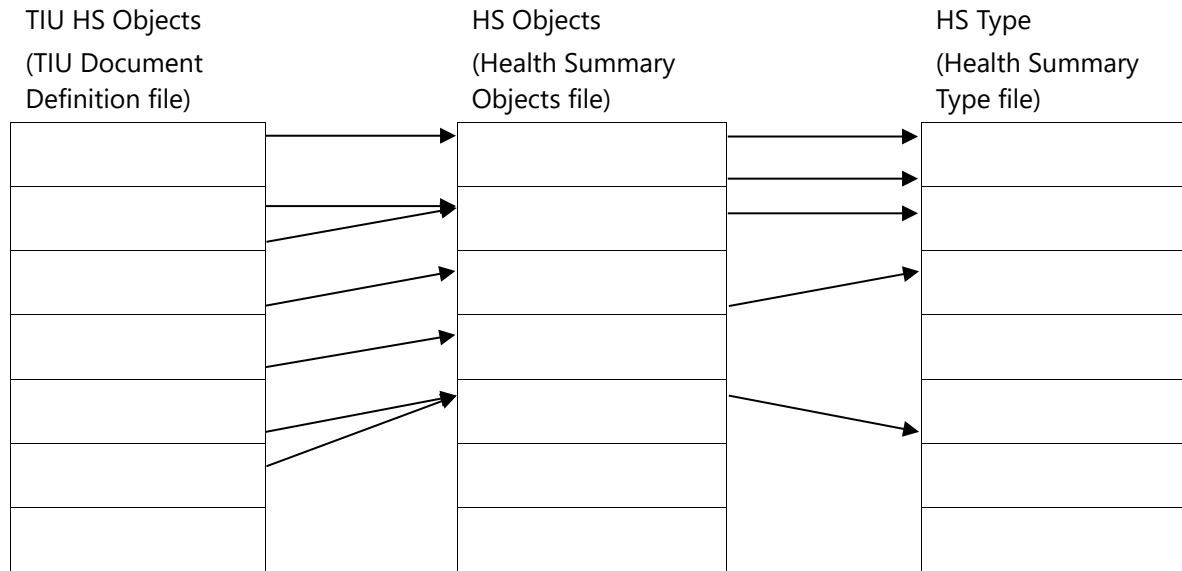 TIU HS Objects
(TIU Document
Definition file)
HS Objects
(Health Summary
Objects file)
HS Type
(Health Summary
Type file)